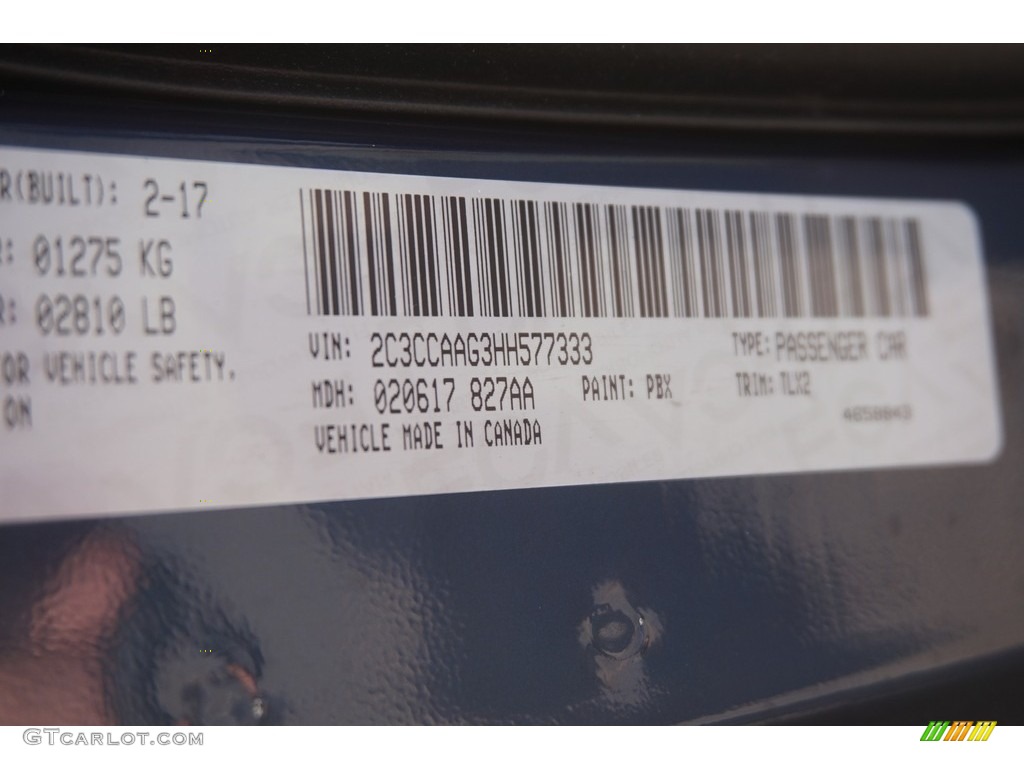 R(BUILT): 2-17
R: 01275 KG
R: 02810 LB
OR VEHICLE SAFETY.
ON
VIN: 2C3CCAAG3HH577333
TYPE: PASSENGER CAR
MDH: 020617 827AA
PAINT: PBX
TRIM: TLX2
VEHICLE MADE IN CANADA
GTCARLOT.COM